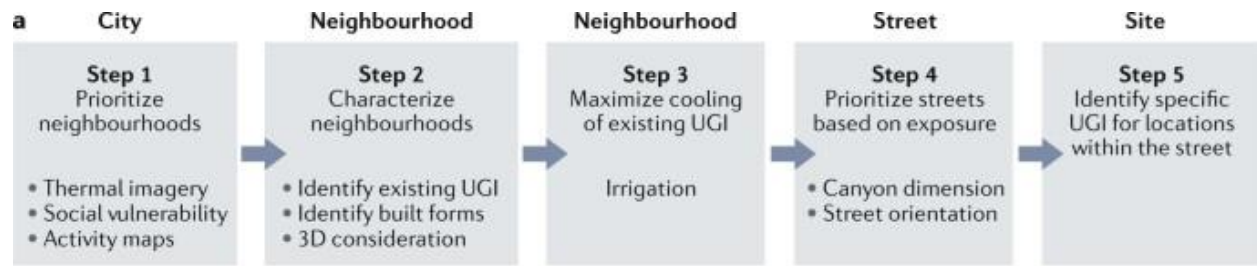 a
City
Neighbourhood
Neighbourhood
Street
Site
Step 1
Prioritize
neighbourhoods
• Thermal imagery
• Social vulnerability
• Activity maps
Step 2
Characterize
neighbourhoods
• Identify existing UGI
• Identify built forms
• 3D consideration
Step 3
Maximize cooling
of existing UGI
Irrigation
Step 4
Prioritize streets
based on exposure
• Canyon dimension
• Street orientation
Step 5
Identify specific
UGI for locations
within the street